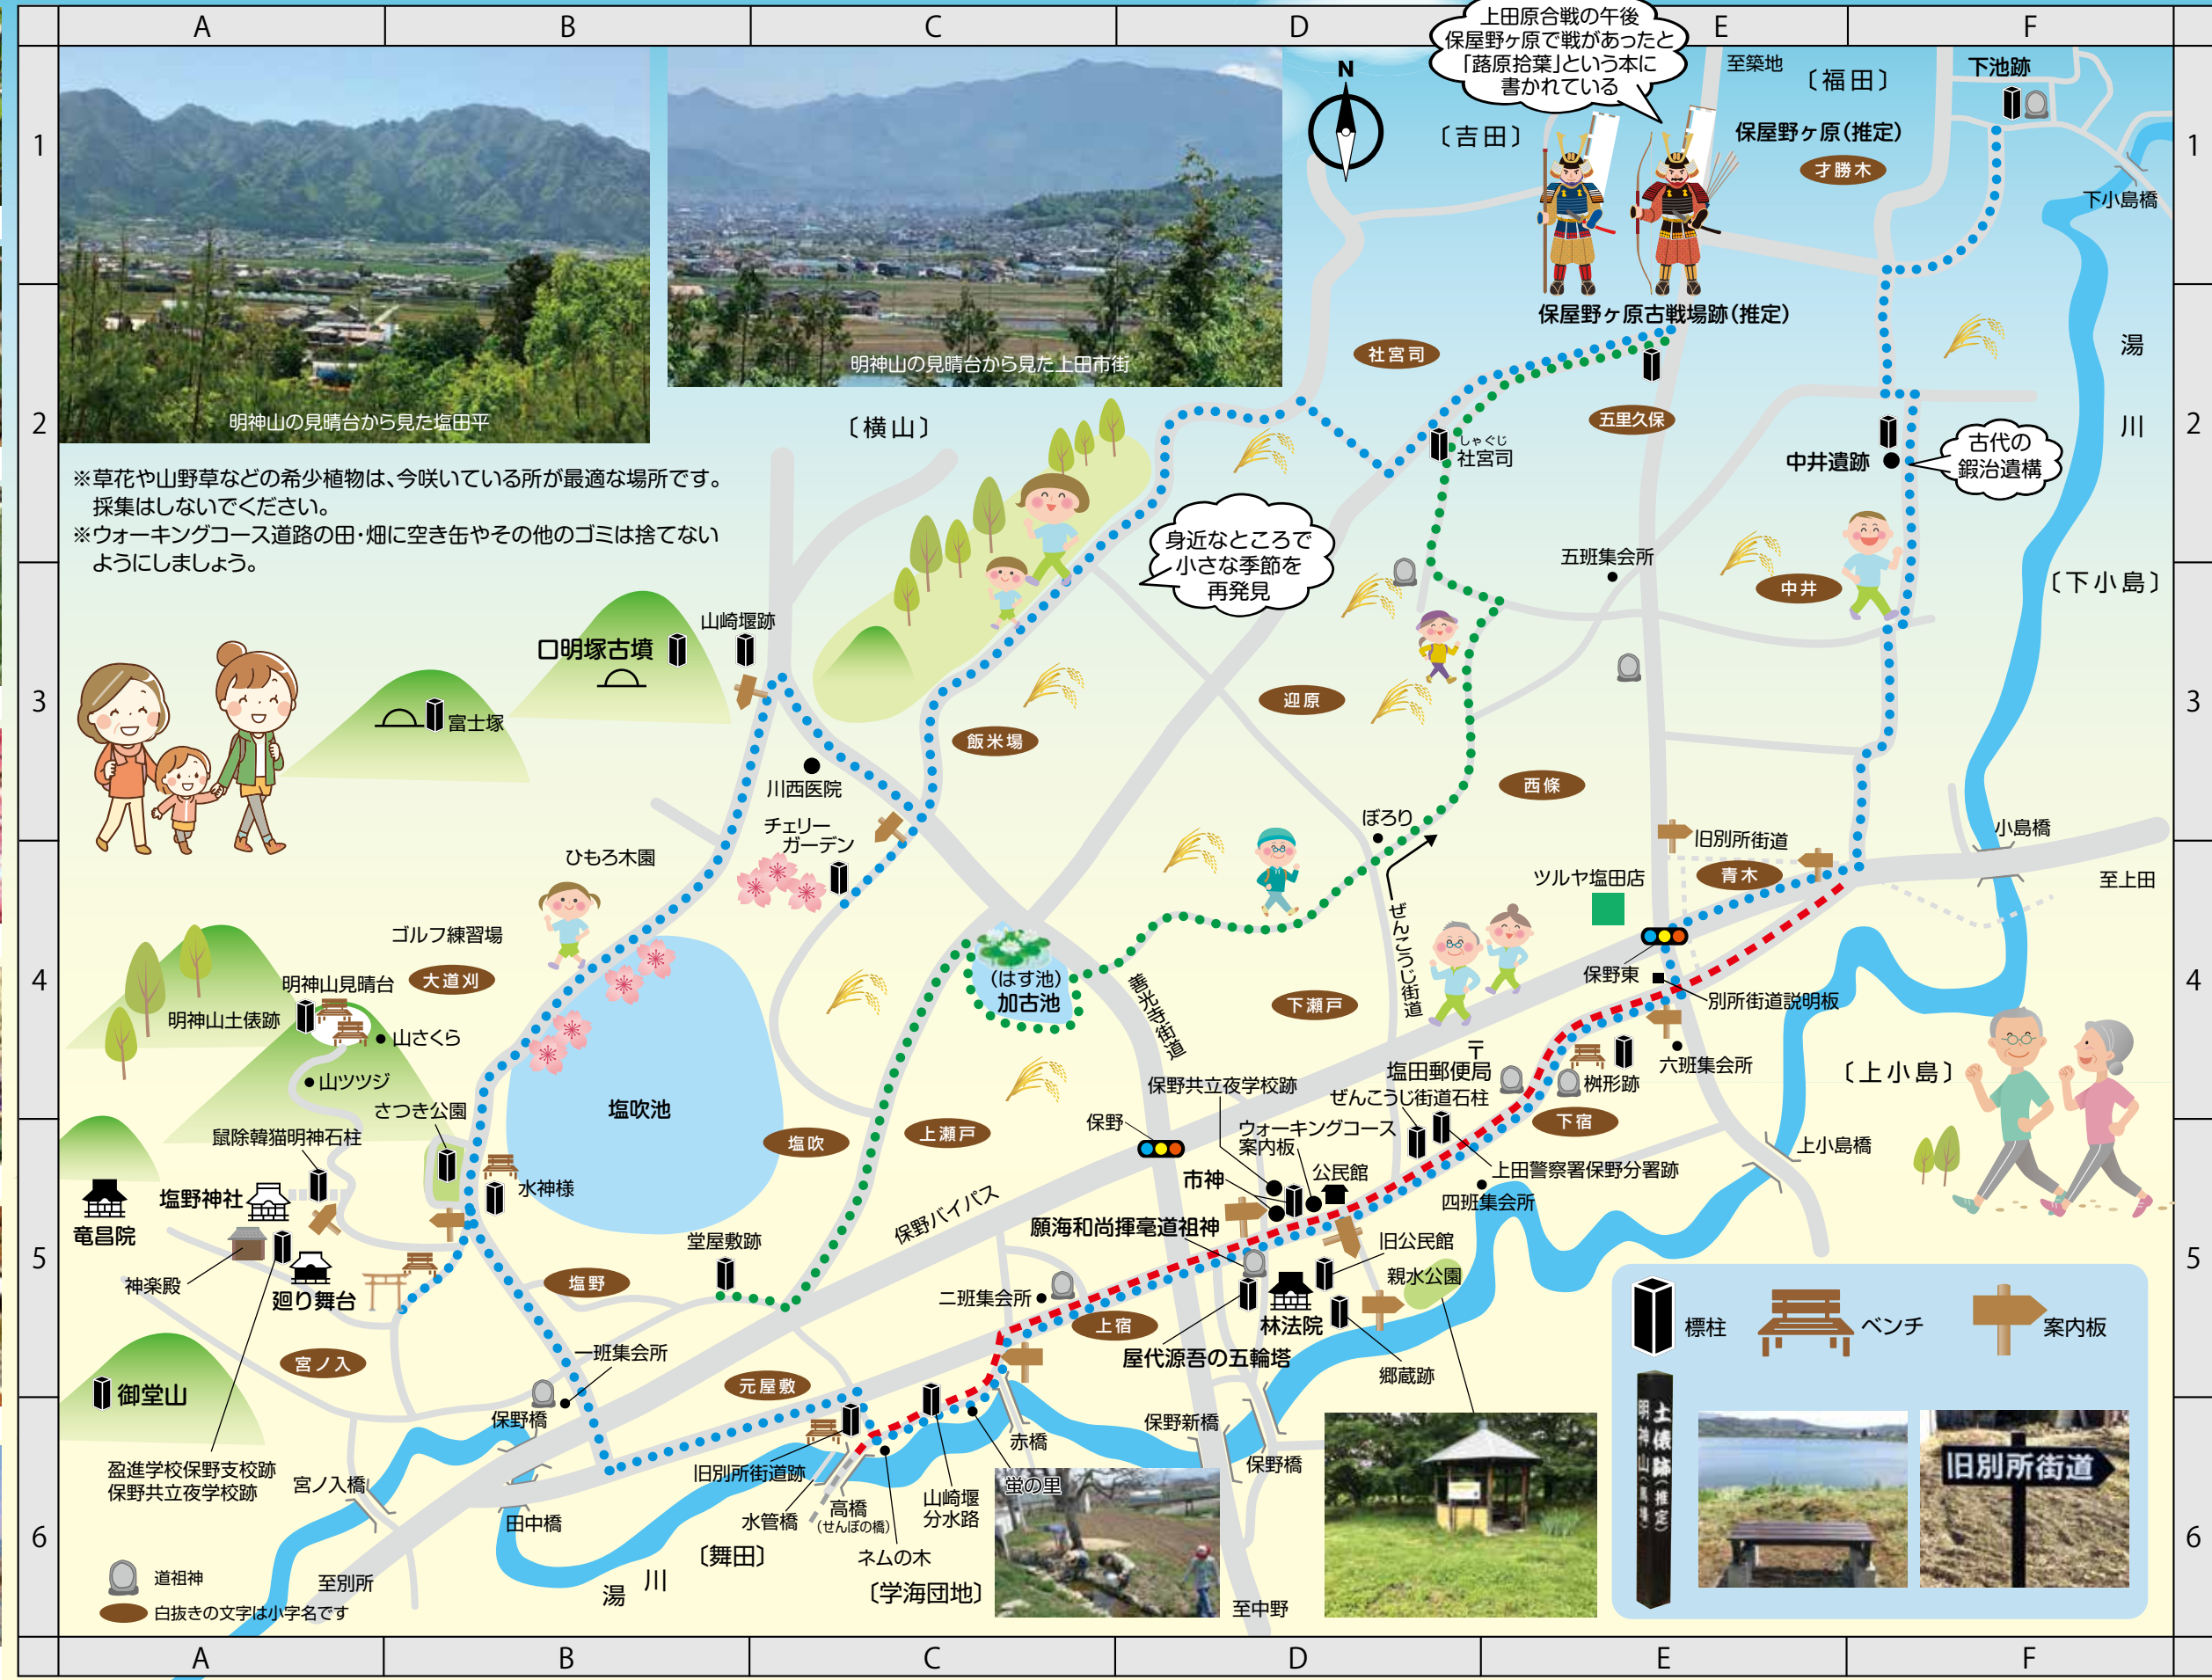 A B C D E F
1
2
3
4
5
6
1
2
3
4
5
6
A B C D E F
上田原合戦の午後
保屋野ヶ原で戦があったと
「蕗原拾葉」という本に
書かれている
N
至築地
〔福田〕
〔吉田〕
下池跡
保屋野ヶ原(推定)
才勝木
下小島橋
明神山の見晴台から見た塩田平
明神山の見晴台から見た上田市街
保屋野ヶ原古戦場跡(推定)
社宮司
五里久保
湯川
〔横山〕
しゃぐじ
社宮司
中井遺跡
古代の
鍛冶遺構
※草花や山野草などの希少植物は、今咲いている所が最適な場所です。
採集はしないでください。
※ウォーキングコース道路の田・畑に空き缶やその他のゴミは捨てない
ようにしましょう。
身近なところで
小さな季節を
再発見
五班集会所
中井
〔下小島〕
口明塚古墳
山崎堰跡
富士塚
飯米場
迎原
川西医院
西條
チェリー
ガーデン
ぽろり
小島橋
旧別所街道
ひもろ木園
ツルヤ塩田店
青木
至上田
ゴルフ練習場
大道刈
明神山見晴台
明神山土俵跡
山さくら
山ツツジ
(はす池)
加古池
善光寺街道
ぜんこうじ街道
下瀬戸
保野東
別所街道説明板
六班集会所
〔上小島〕
さつき公園
塩吹池
〒
塩田郵便局
桝形跡
保野共立夜学校跡
ぜんこうじ街道石柱
下宿
鼠除韓猫明神石柱
塩吹
上瀬戸
保野
ウォーキングコース
案内板
公民館
上小島橋
上田警察署保野分署跡
市神
四班集会所
竜昌院
塩野神社
水神様
保野バイパス
願海和尚揮毫道祖神
旧公民館
堂屋敷跡
神楽殿
廻り舞台
塩野
二班集会所
親水公園
上宿
林法院
屋代源吾の五輪塔
郷蔵跡
標柱
ベンチ
案内板
宮ノ入
一班集会所
元屋敷
御堂山
保野橋
保野新橋
赤橋
保野橋
盈進学校保野支校跡
保野共立夜学校跡
宮ノ入橋
旧別所街道跡
田中橋
水管橋
高橋
(せんぼの橋)
山崎堰
分水路
ネムの木
蛍の里
〔舞田〕
〔学海団地〕
湯川
至別所
至中野
土俵跡(推定)
旧別所街道
道祖神
白抜きの文字は小字名です